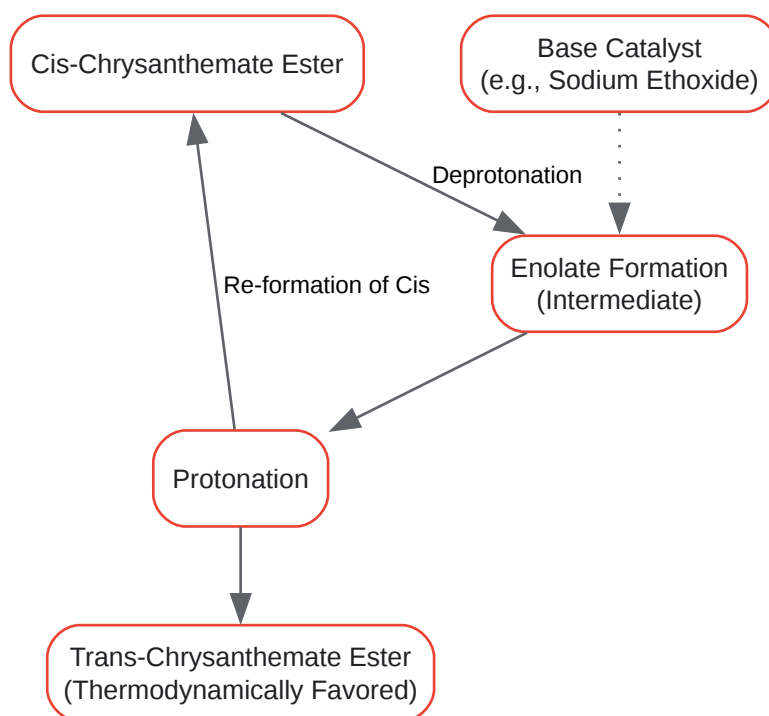 Cis-Chrysanthemate Ester
Base Catalyst
(e.g., Sodium Ethoxide)
Deprotonation
Enolate Formation
(Intermediate)
Re-formation of Cis
Protonation
Trans-Chrysanthemate Ester
(Thermodynamically Favored)